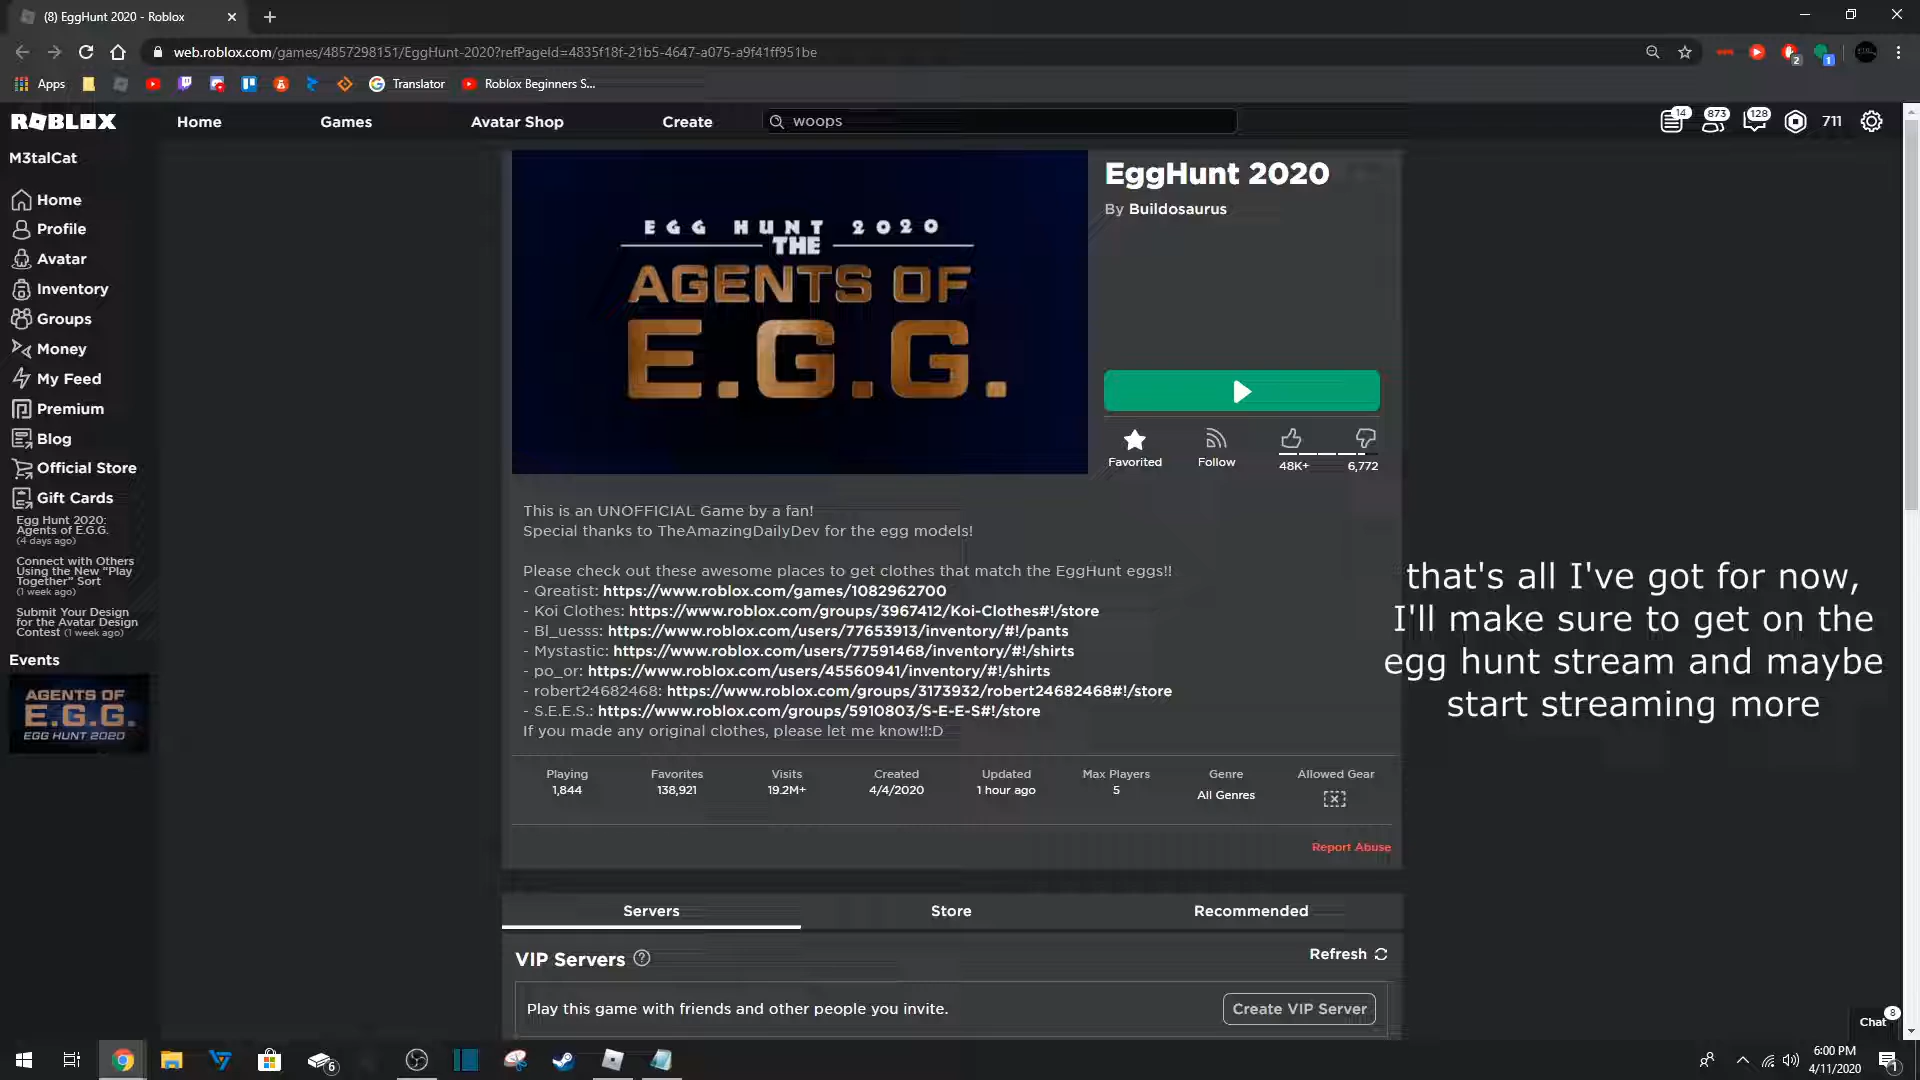 (8) EggHunt 2020 - Roblox
web.roblox.com/games/4857298151/EggHunt-2020?refPageId=4835f18f-21b5-4647-a075-a9f41ff951be
2
1
Apps
Translator
Roblox Beginners S...
ROBLOX
Home
Games
Avatar Shop
Create
woops
14
873
128
711
M3talCat
Home
Profile
Avatar
Inventory
Groups
Money
My Feed
Premium
Blog
Official Store
Gift Cards
Egg Hunt 2020:
Agents of E.G.G.
(4 days ago)
Connect with Others
Using the New "Play
Together" Sort
(1 week ago)
Submit Your Design
for the Avatar Design
Contest (1 week ago)
Events
AGENTS OF
E.G.G.
EGG HUNT 2020
EGG HUNT 2020
THE
AGENTS OF
E.G.G.
EggHunt 2020
By Buildosaurus
Favorited
Follow
48K+
6,772
This is an UNOFFICIAL Game by a fan!
Special thanks to TheAmazingDailyDev for the egg models!
Please check out these awesome places to get clothes that match the EggHunt eggs!!
- Qreatist: https://www.roblox.com/games/1082962700
- Koi Clothes: https://www.roblox.com/groups/3967412/Koi-Clothes#!/store
- Bl_uesss: https://www.roblox.com/users/77653913/inventory/#!/pants
- Mystastic: https://www.roblox.com/users/77591468/inventory/#!/shirts
- po_or: https://www.roblox.com/users/45560941/inventory/#!/shirts
- robert24682468: https://www.roblox.com/groups/3173932/robert24682468#!/store
- S.E.E.S.: https://www.roblox.com/groups/5910803/S-E-E-S#!/store
If you made any original clothes, please let me know!!:D
that's all I've got for now,
I'll make sure to get on the
egg hunt stream and maybe
start streaming more
Playing
1,844
Favorites
138,921
Visits
19.2M+
Created
4/4/2020
Updated
1 hour ago
Max Players
5
Genre
All Genres
Allowed Gear
Report Abuse
Servers
Store
Recommended
VIP Servers
Refresh
Play this game with friends and other people you invite.
Create VIP Server
Chat
8
6
6:00 PM
4/11/2020
1